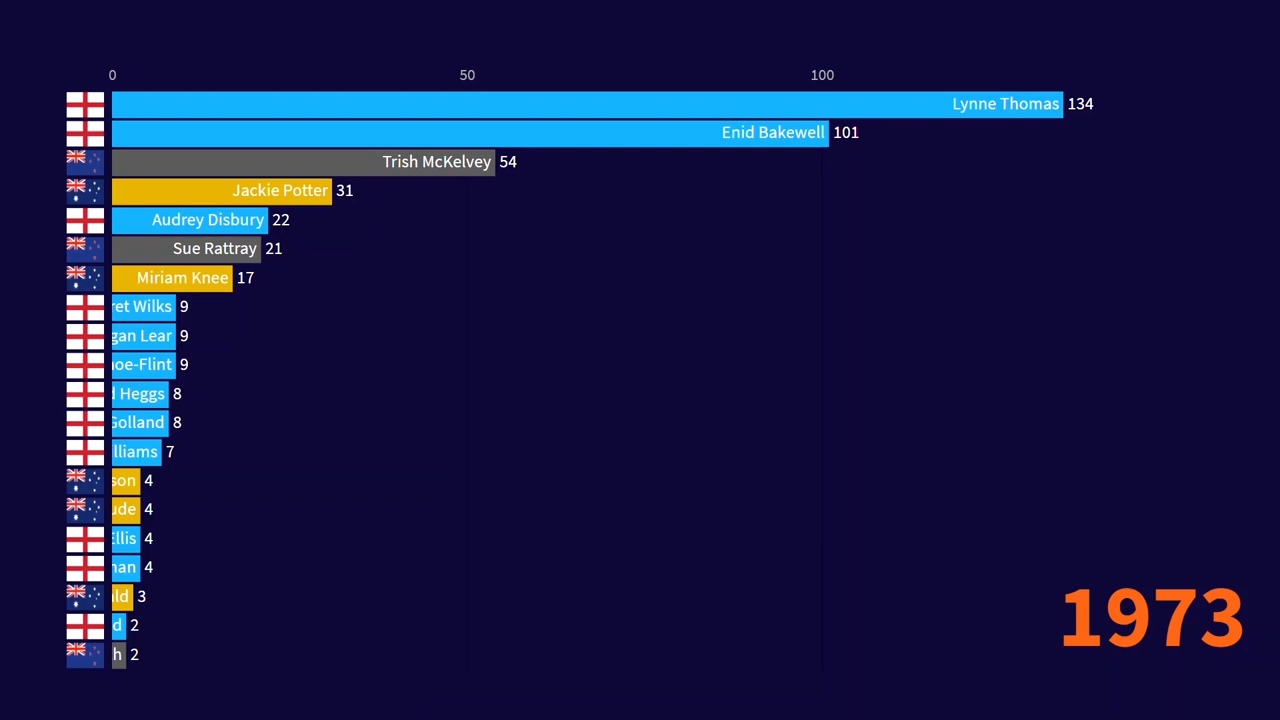 0 50 100
Lynne Thomas 134
Enid Bakewell 101
Trish McKelvey 54
Jackie Potter 31
Audrey Disbury 22
Sue Rattray 21
Miriam Knee 17
ret Wilks 9
gan Lear 9
hoe-Flint 9
d Heggs 8
Golland 8
lliams 7
son 4
ude 4
Ellis 4
man 4
ald 3
d 2
h 2
1973